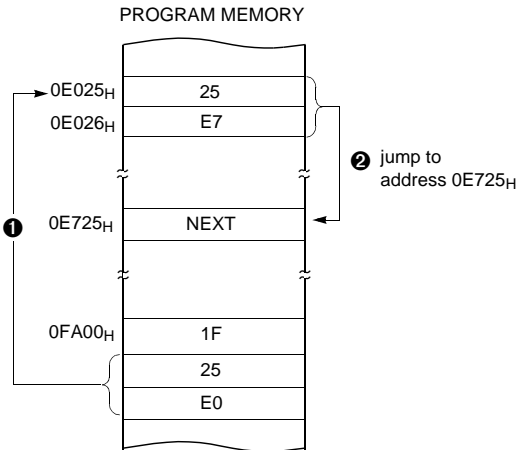 PROGRAM MEMORY
0E025H 25
0E026H E7
❷ jump to
address 0E725H
❶ 0E725H NEXT
0FA00H 1F
25
E0